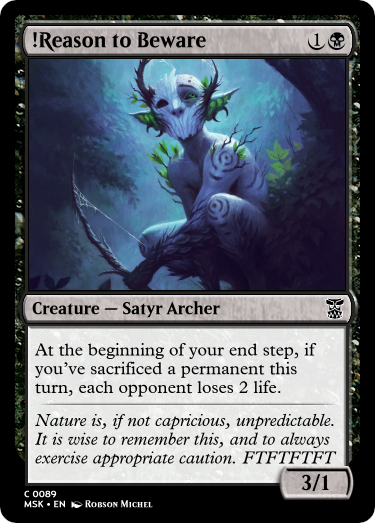 !Reason to Beware 1
Creature — Satyr Archer
At the beginning of your end step, if
you've sacrificed a permanent this
turn, each opponent loses 2 life.
Nature is, if not capricious, unpredictable.
It is wise to remember this, and to always
exercise appropriate caution. FTFTFTFT
3/1
C 0089
MSK • EN Robson Michel